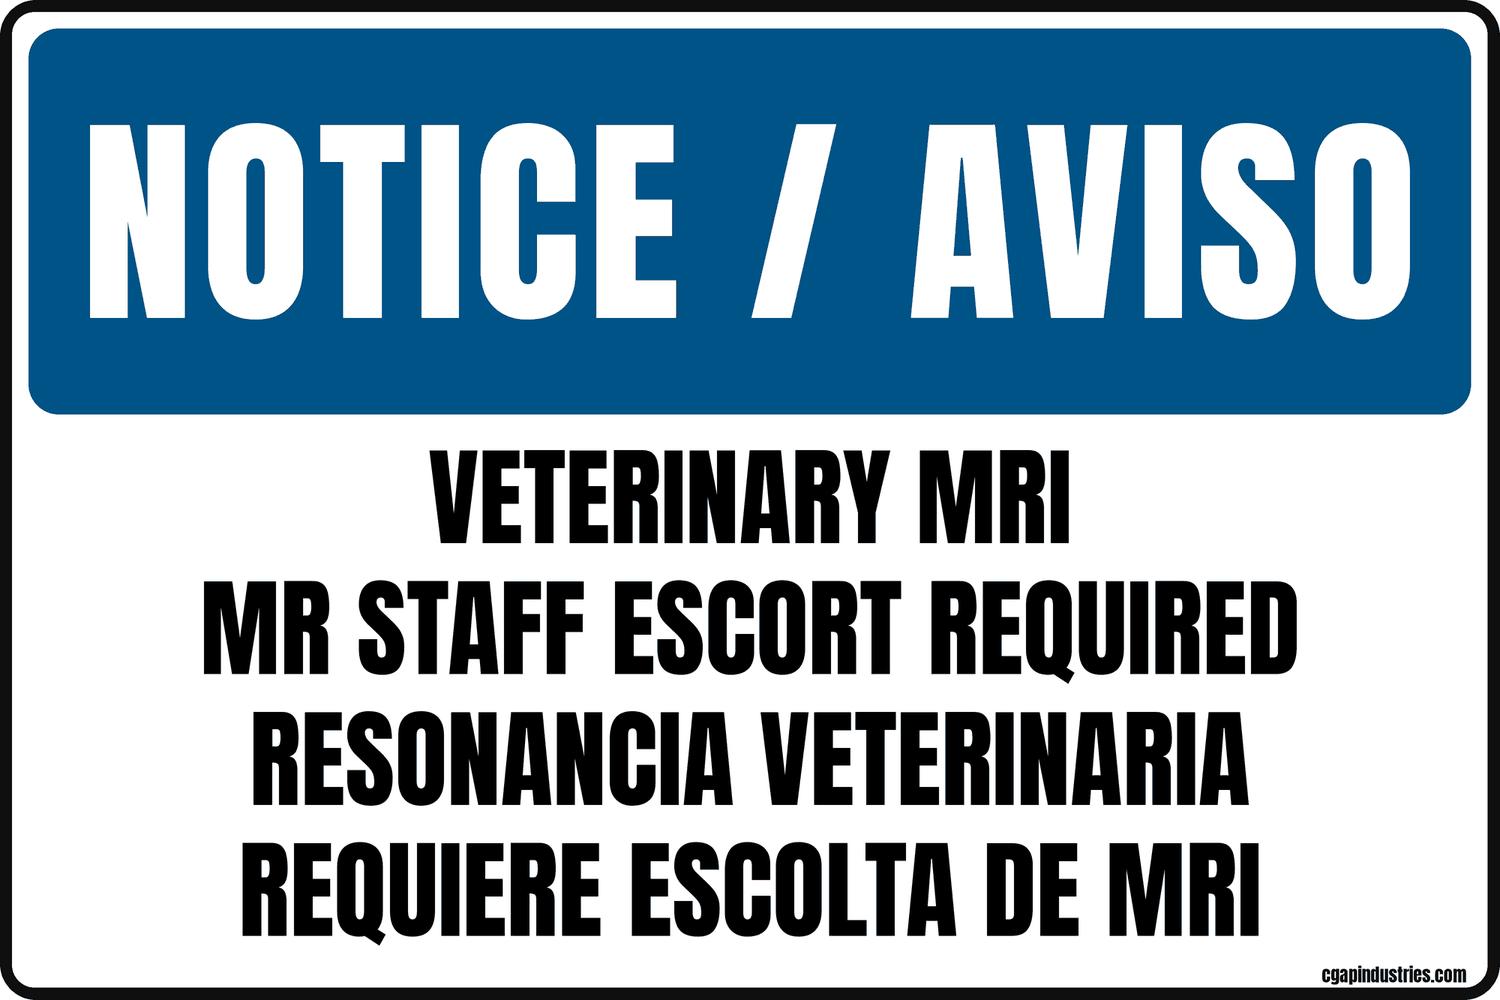 NOTICE / AVISO
VETERINARY MRI
MR STAFF ESCORT REQUIRED
RESONANCIA VETERINARIA
REQUIERE ESCOLTA DE MRI
cgapindustries.com